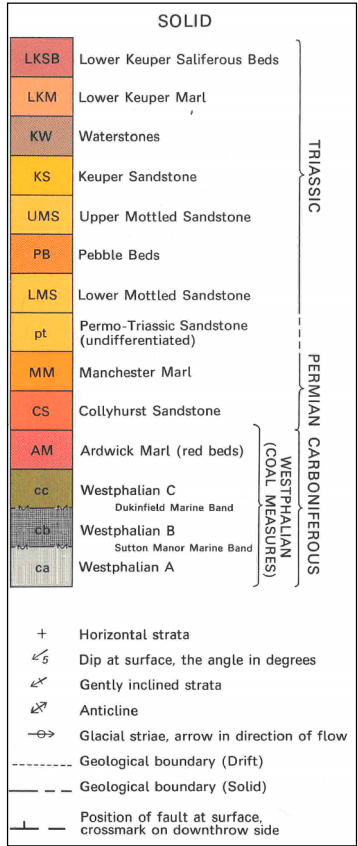 SOLID
LKSB Lower Keuper Saliferous Beds
LKM Lower Keuper Marl
KW Waterstones
KS Keuper Sandstone
UMS Upper Mottled Sandstone
PB Pebble Beds
LMS Lower Mottled Sandstone
pt Permo-Triassic Sandstone
(undifferentiated)
MM Manchester Marl
CS Collyhurst Sandstone
AM Ardwick Marl (red beds)
cc Westphalian C
Dukinfield Marine Band
cb Westphalian B
Sutton Manor Marine Band
ca Westphalian A
TRIASSIC
PERMIAN
CARBONIFEROUS
WESTPHALIAN
(COAL MEASURES)
Horizontal strata
5 Dip at surface, the angle in degrees
Gently inclined strata
Anticline
Glacial striae, arrow in direction of flow
Geological boundary (Drift)
Geological boundary (Solid)
Position of fault at surface,
crossmark on downthrow side